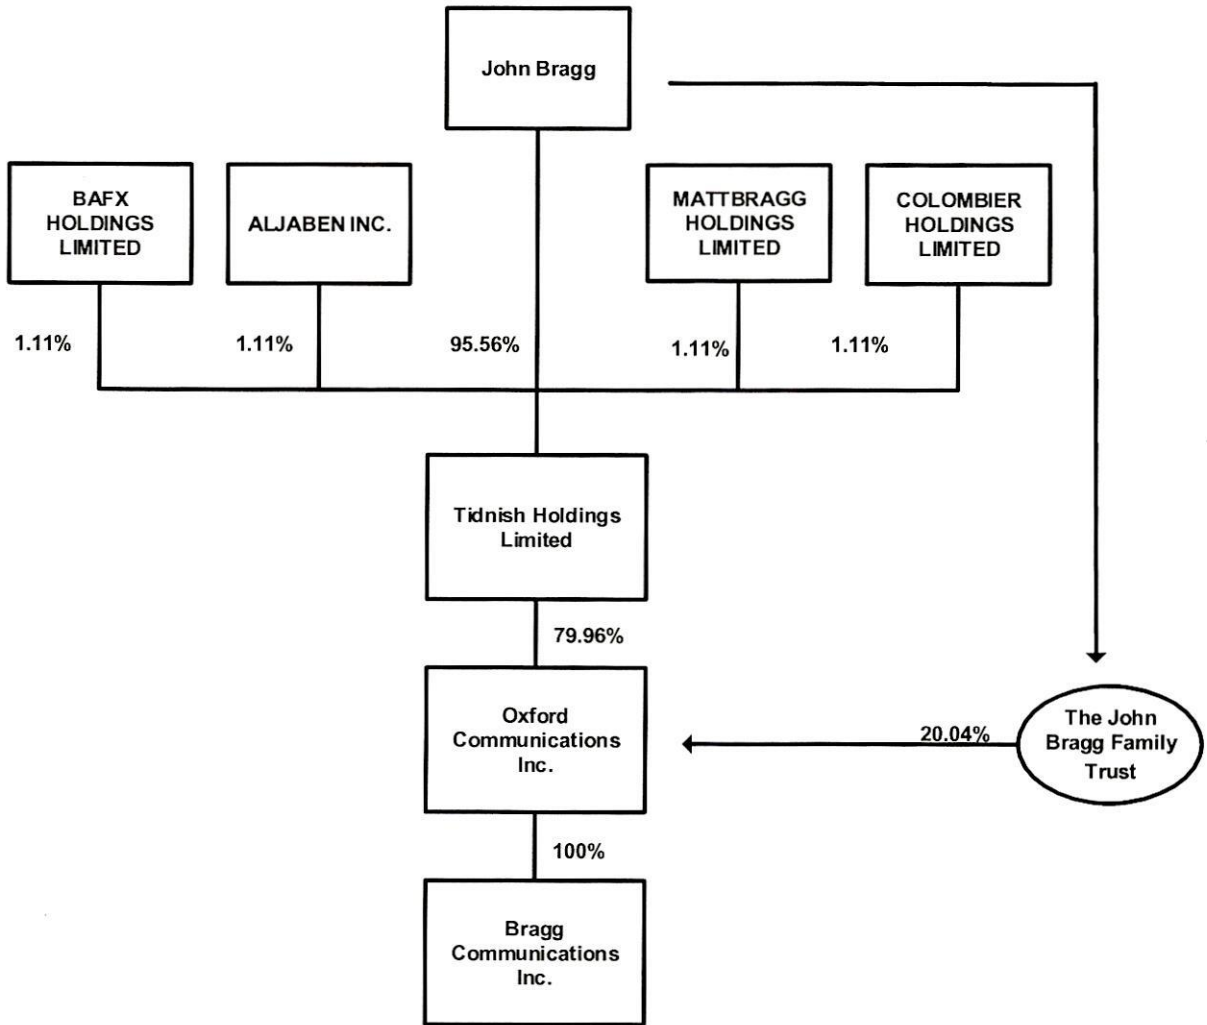 John Bragg
BAFX
HOLDINGS
LIMITED
ALJABEN INC.
MATTBRAGG
HOLDINGS
LIMITED
COLOMBIER
HOLDINGS
LIMITED
1.11%
1.11%
95.56%
1.11%
1.11%
Tidnish Holdings
Limited
79.96%
Oxford
Communications
Inc.
20.04%
The John
Bragg Family
Trust
100%
Bragg
Communications
Inc.